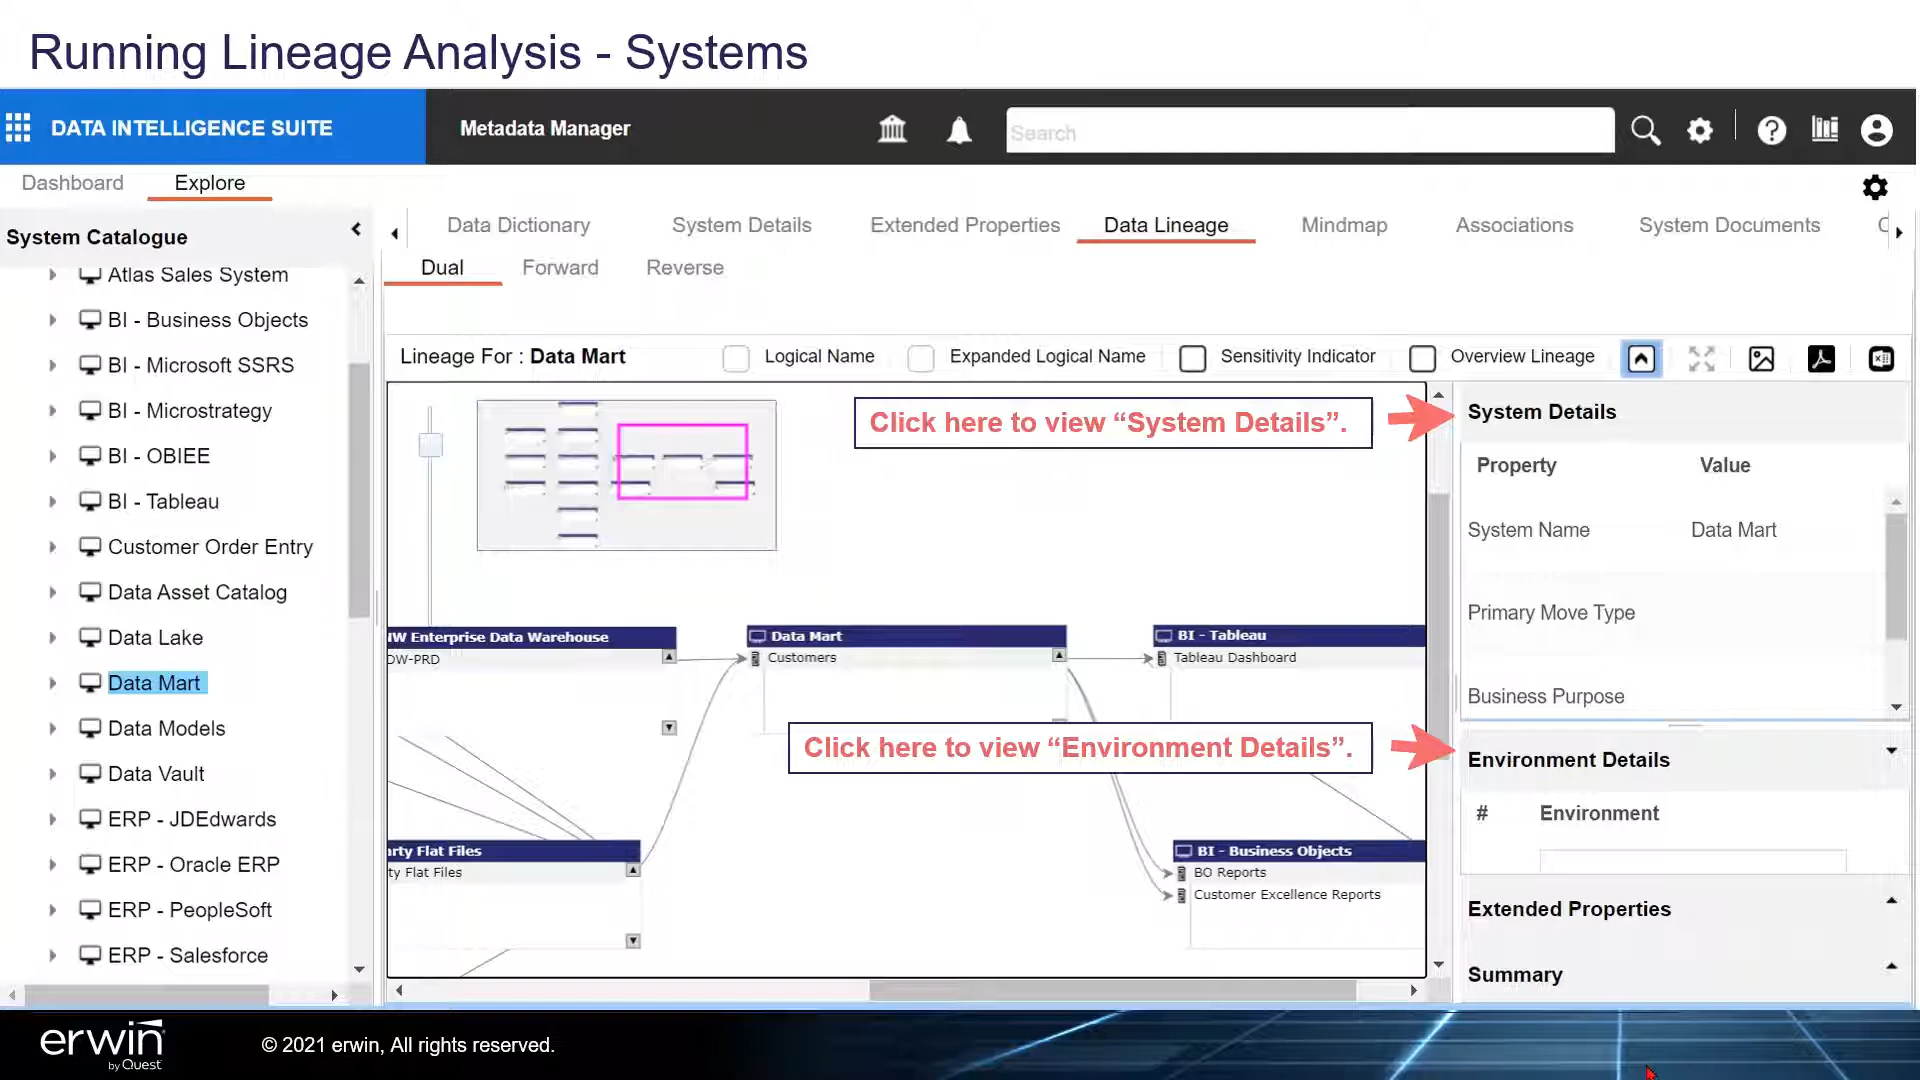 Running Lineage Analysis - Systems
DATA INTELLIGENCE SUITE
Metadata Manager
Search
Dashboard
Explore
System Catalogue
Data Dictionary
System Details
Extended Properties
Data Lineage
Mindmap
Associations
System Documents
Dual
Forward
Reverse
Atlas Sales System
BI - Business Objects
BI - Microsoft SSRS
BI - Microstrategy
BI - OBIEE
BI - Tableau
Customer Order Entry
Data Asset Catalog
Data Lake
Data Mart
Data Models
Data Vault
ERP - JDEdwards
ERP - Oracle ERP
ERP - PeopleSoft
ERP - Salesforce
Lineage For : Data Mart
Logical Name
Expanded Logical Name
Sensitivity Indicator
Overview Lineage
Click here to view “System Details”.
NW Enterprise Data Warehouse
DW-PRD
Data Mart
Customers
BI - Tableau
Tableau Dashboard
Click here to view “Environment Details”.
arty Flat Files
ty Flat Files
BI - Business Objects
BO Reports
Customer Excellence Reports
System Details
Property Value
System Name Data Mart
Primary Move Type
Business Purpose
Environment Details
# Environment
Extended Properties
Summary
erwin
by Quest
© 2021 erwin, All rights reserved.